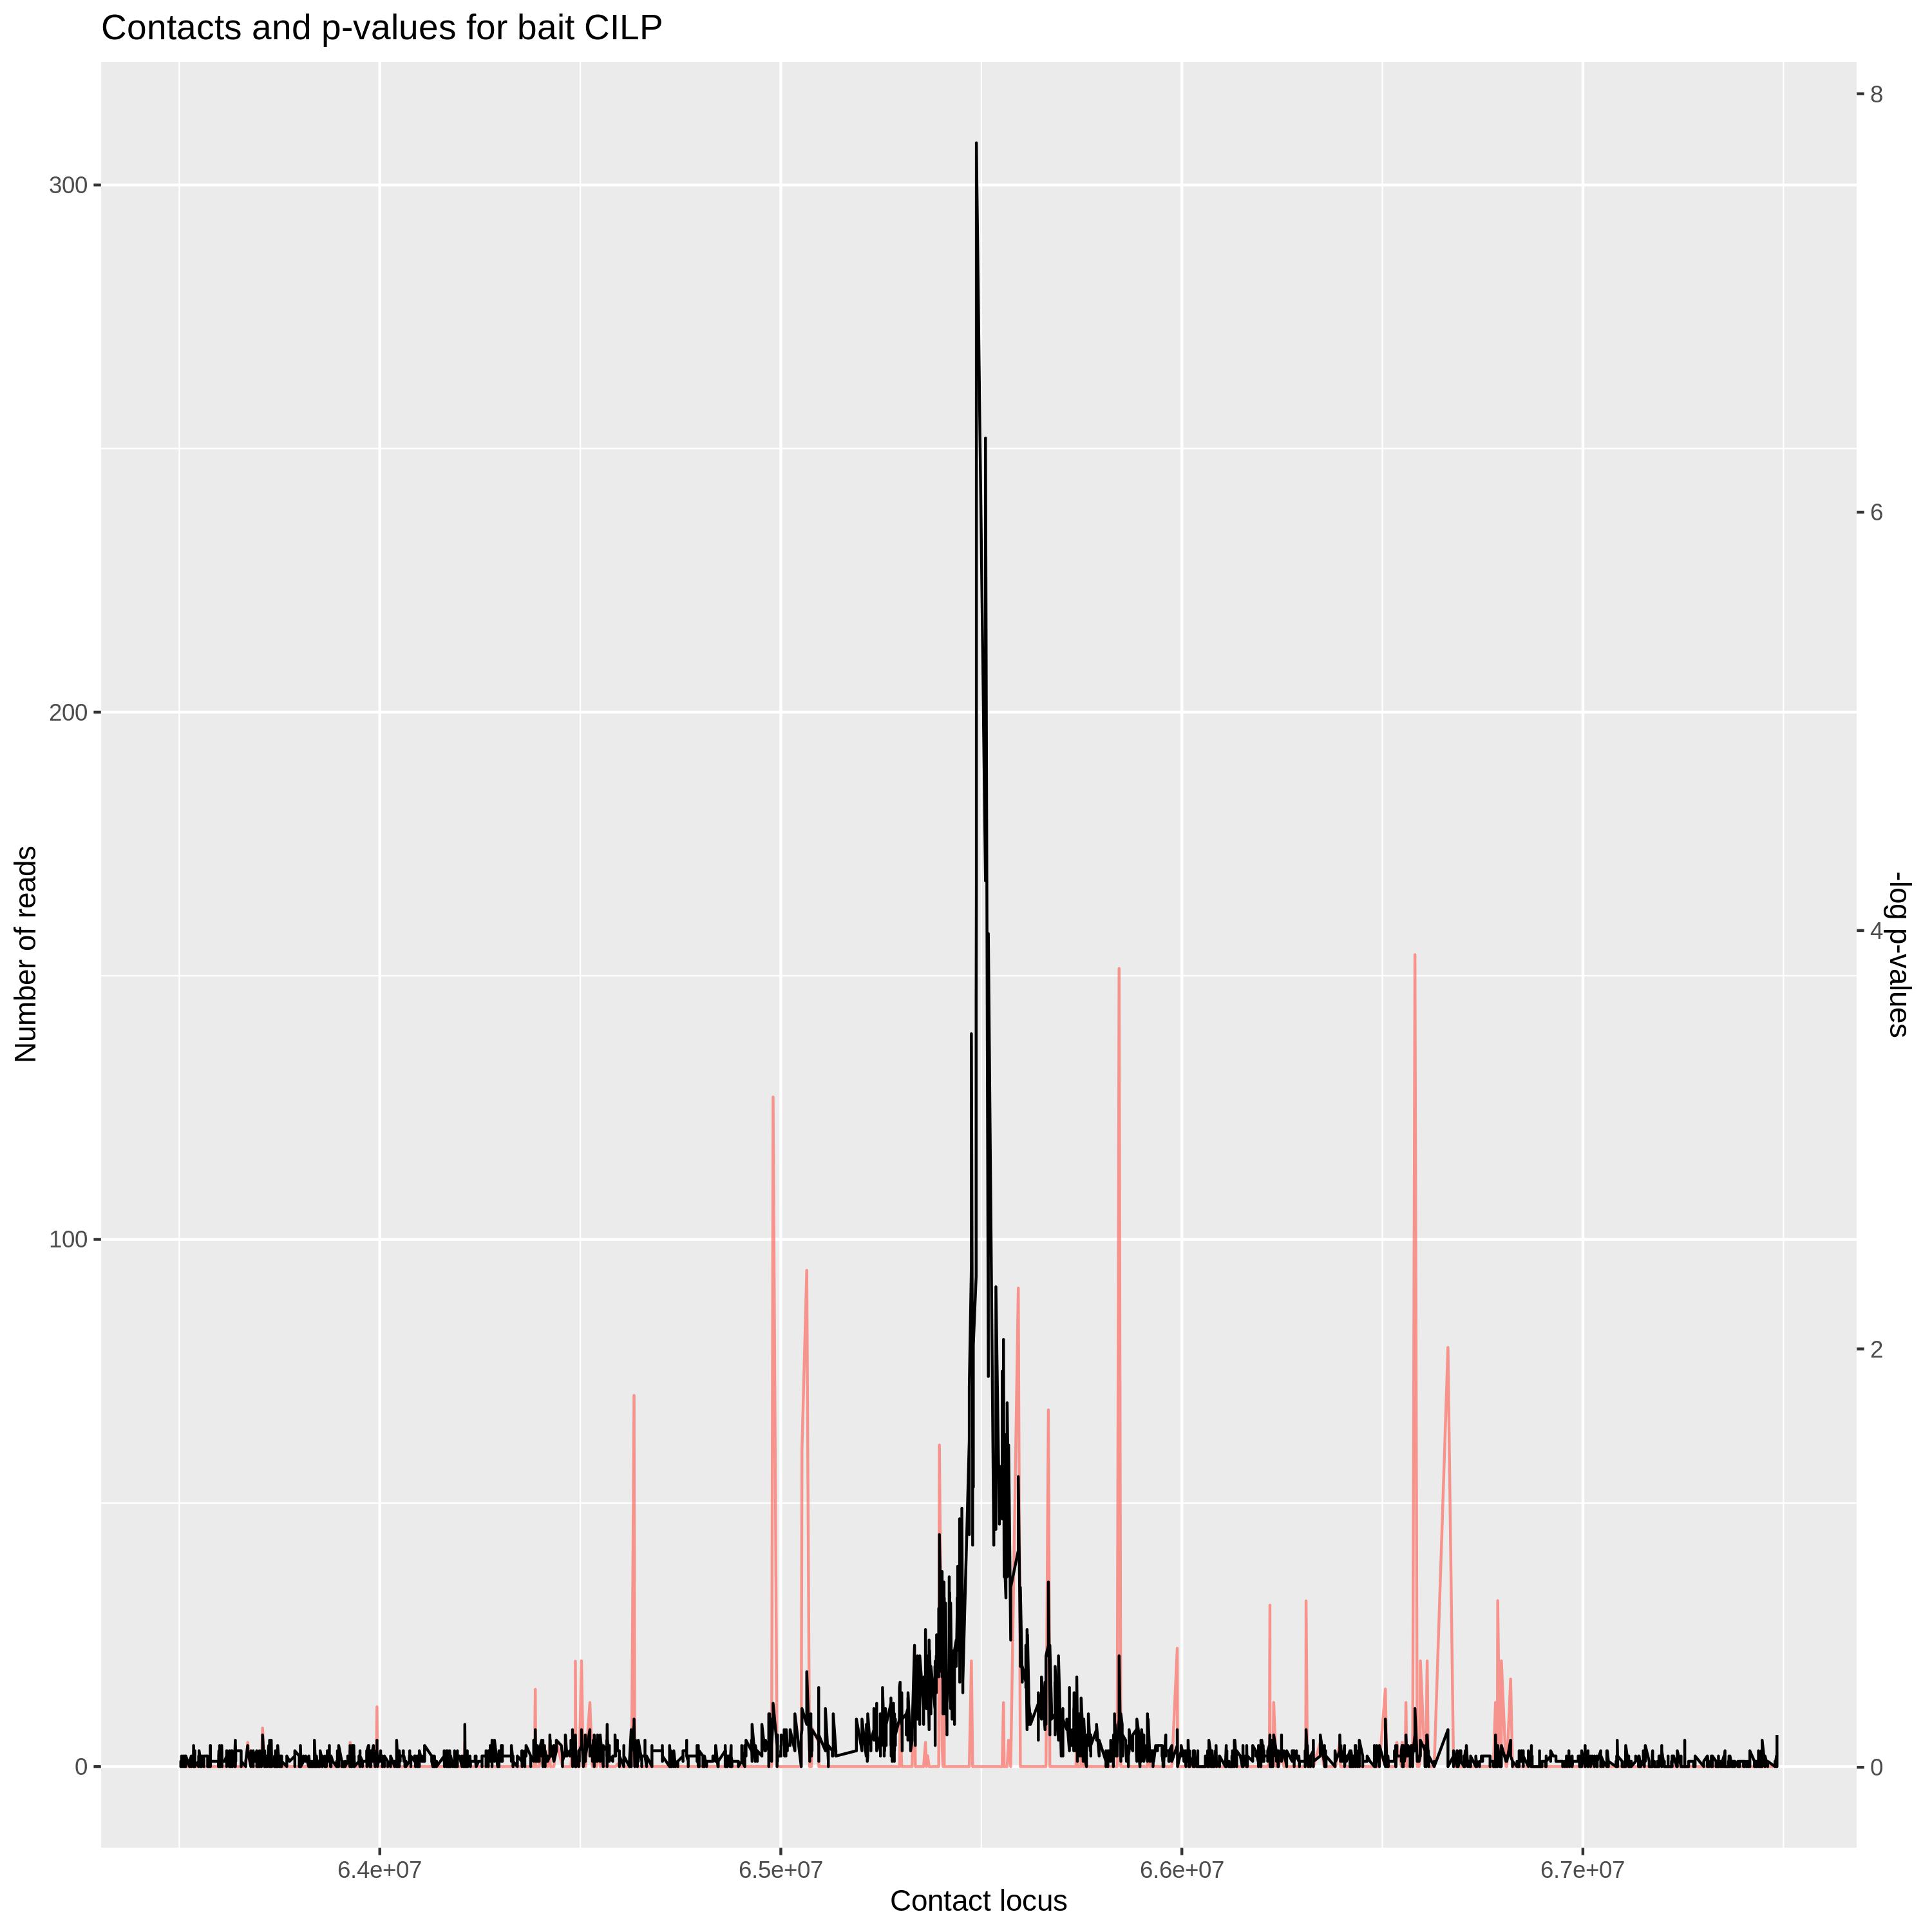 Contacts and p-values for bait CILP
Number of reads
300
200
100
0
8
6
4
2
0
-log p-values
6.4e+07
6.5e+07
6.6e+07
6.7e+07
Contact locus